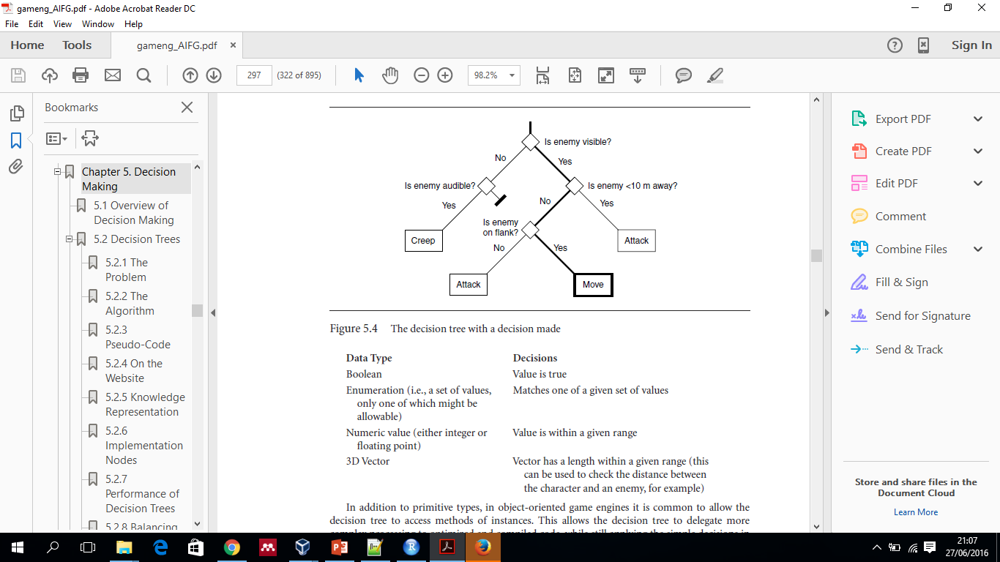 gameng_AIFG.pdf - Adobe Acrobat Reader DC
File Edit View Window Help
Home Tools gameng_AIFG.pdf × Sign In
297 (322 of 895) 98.2%
Bookmarks
Chapter 5. Decision
Making
5.1 Overview of
Decision Making
5.2 Decision Trees
5.2.1 The
Problem
5.2.2 The
Algorithm
5.2.3
Pseudo-Code
5.2.4 On the
Website
5.2.5 Knowledge
Representation
5.2.6
Implementation
Nodes
5.2.7
Performance of
Decision Trees
5.2.8 Balancing
Is enemy visible?
No Yes
Is enemy audible? Is enemy <10 m away?
Yes No Yes
Is enemy
on flank?
Creep Attack
No Yes
Attack Move
Figure 5.4 The decision tree with a decision made
Data Type Decisions
Boolean Value is true
Enumeration (i.e., a set of values, Matches one of a given set of values
only one of which might be
allowable)
Numeric value (either integer or Value is within a given range
floating point)
3D Vector Vector has a length within a given range (this
can be used to check the distance between
the character and an enemy, for example)
In addition to primitive types, in object-oriented game engines it is common to allow the
decision tree to access methods of instances. This allows the decision tree to delegate more
Export PDF
Create PDF
Edit PDF
Comment
Combine Files
Fill & Sign
Send for Signature
Send & Track
Store and share files in the
Document Cloud
Learn More
21:07
27/06/2016